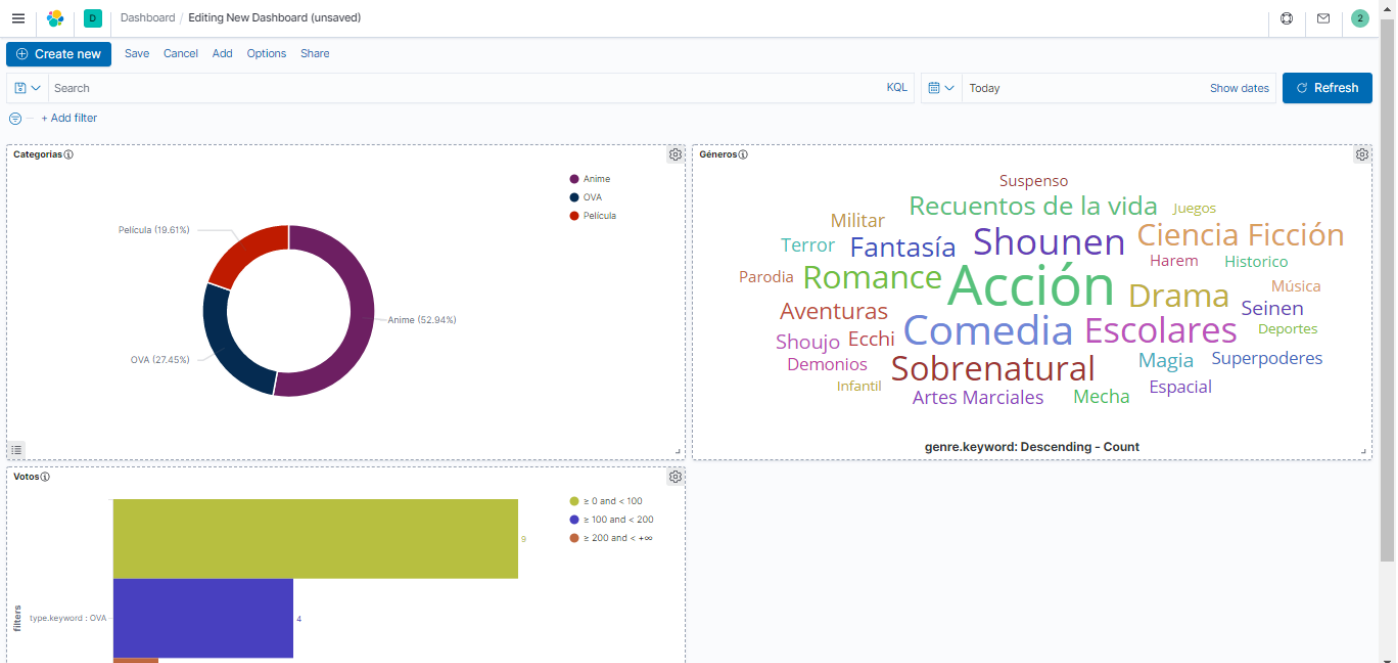 D Dashboard / Editing New Dashboard (unsaved) 2
Create new Save Cancel Add Options Share
Search KQL Today Show dates Refresh
+ Add filter
Categorias
Anime
OVA
Película
Película (19.61%)
Anime (52.94%)
OVA (27.45%)
Géneros
Suspenso
Recuentos de la vida Juegos
Militar
Terror Fantasía Shounen Ciencia Ficción
Harem Historico
Parodia Romance Acción Drama Música
Aventuras Seinen
Shoujo Ecchi Comedia Escolares Deportes
Demonios Sobrenatural Magia Superpoderes
Infantil Artes Marciales Mecha Espacial
genre.keyword: Descending - Count
Votos
≥ 0 and < 100
≥ 100 and < 200
≥ 200 and < +∞
9
filters
type.keyword : OVA
4